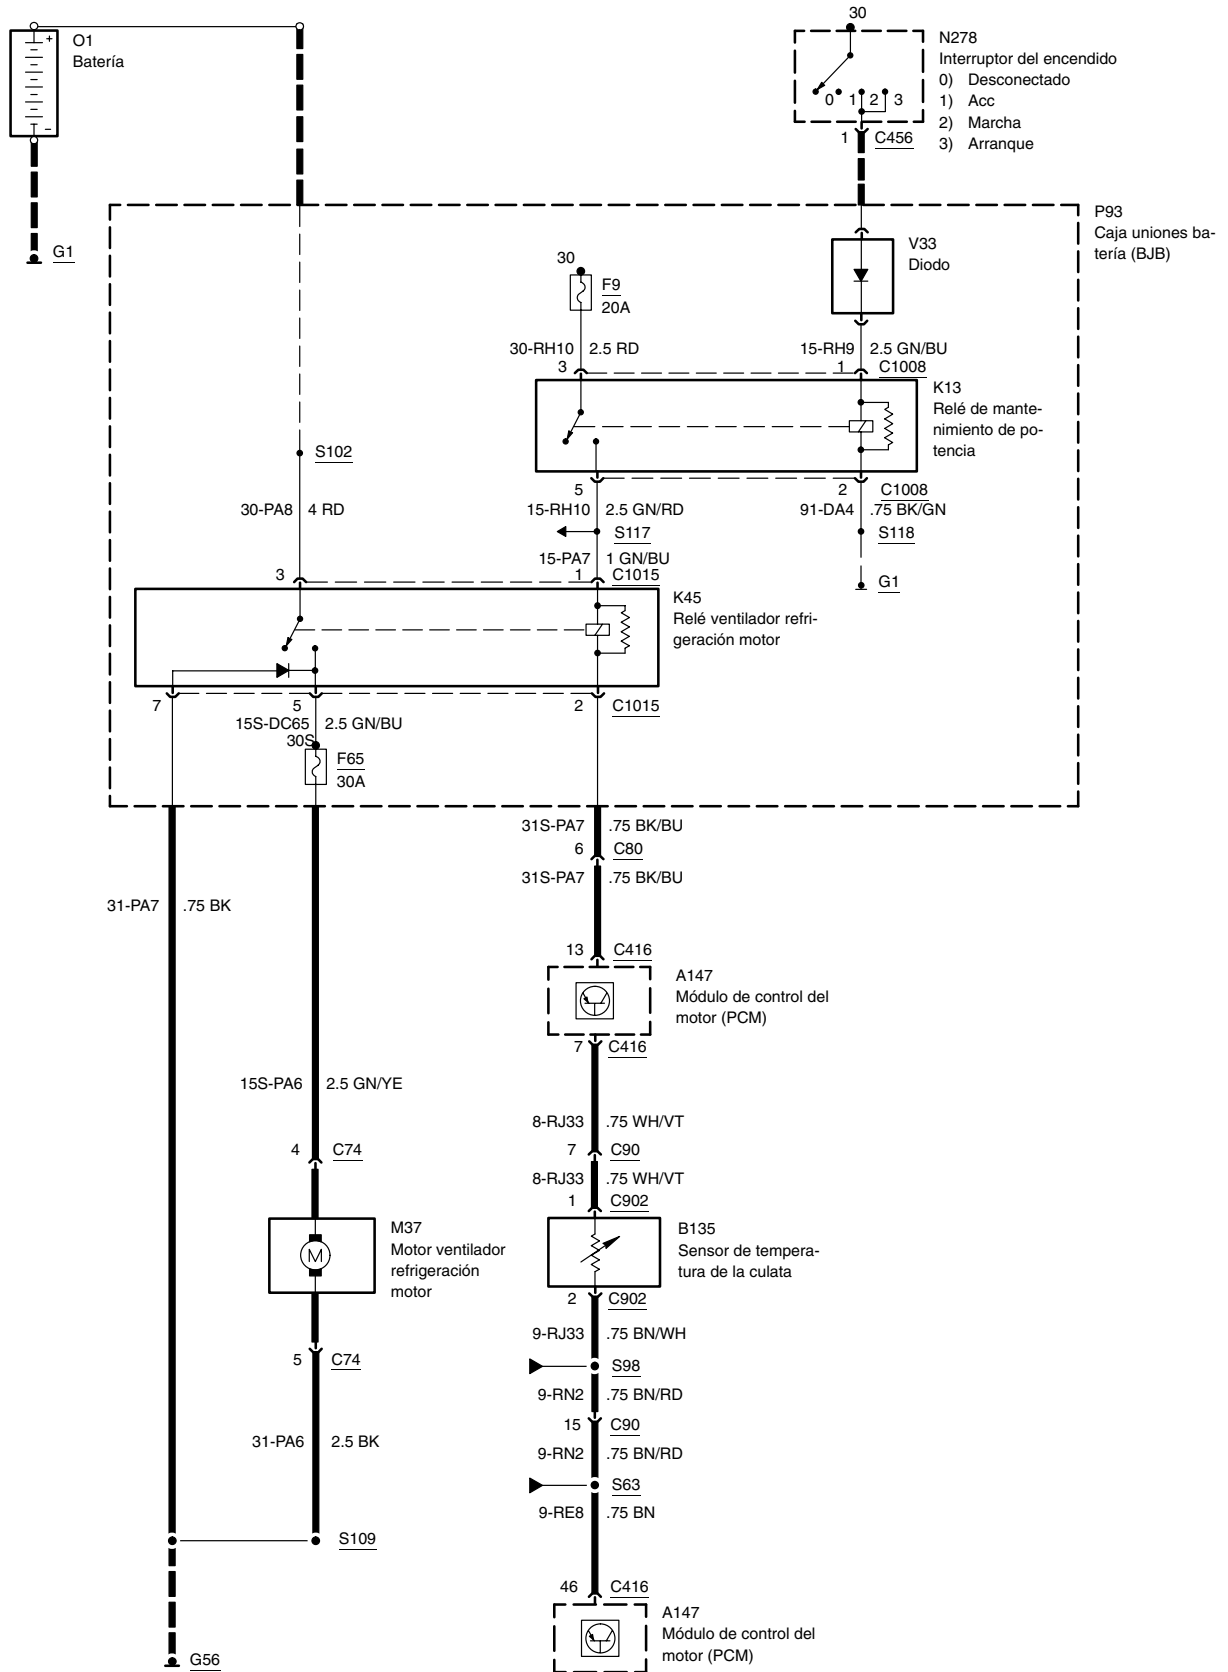 O1
Batería
+
−
G1
30
N278
Interruptor del encendido
0) Desconectado
1) Acc
2) Marcha
3) Arranque
0 1 2 3
1 C456
P93
Caja uniones ba-
tería (BJB)
V33
Diodo
30
F9
20A
30-RH10 2.5 RD
15-RH9 2.5 GN/BU
3
1 C1008
K13
Relé de mante-
nimiento de po-
tencia
S102
5
2 C1008
30-PA8 4 RD
15-RH10 2.5 GN/RD
91-DA4 .75 BK/GN
S117
S118
15-PA7 1 GN/BU
3
1 C1015
G1
K45
Relé ventilador refri-
geración motor
7
5
2 C1015
15S-DC65 2.5 GN/BU
30S
F65
30A
31S-PA7 .75 BK/BU
6 C80
31S-PA7 .75 BK/BU
31-PA7 .75 BK
13 C416
A147
Módulo de control del
motor (PCM)
7 C416
15S-PA6 2.5 GN/YE
8-RJ33 .75 WH/VT
4 C74
7 C90
8-RJ33 .75 WH/VT
1 C902
M
M37
Motor ventilador
refrigeración
motor
B135
Sensor de tempera-
tura de la culata
2 C902
9-RJ33 .75 BN/WH
5 C74
S98
9-RN2 .75 BN/RD
15 C90
31-PA6 2.5 BK
9-RN2 .75 BN/RD
S63
9-RE8 .75 BN
S109
46 C416
A147
Módulo de control del
motor (PCM)
G56